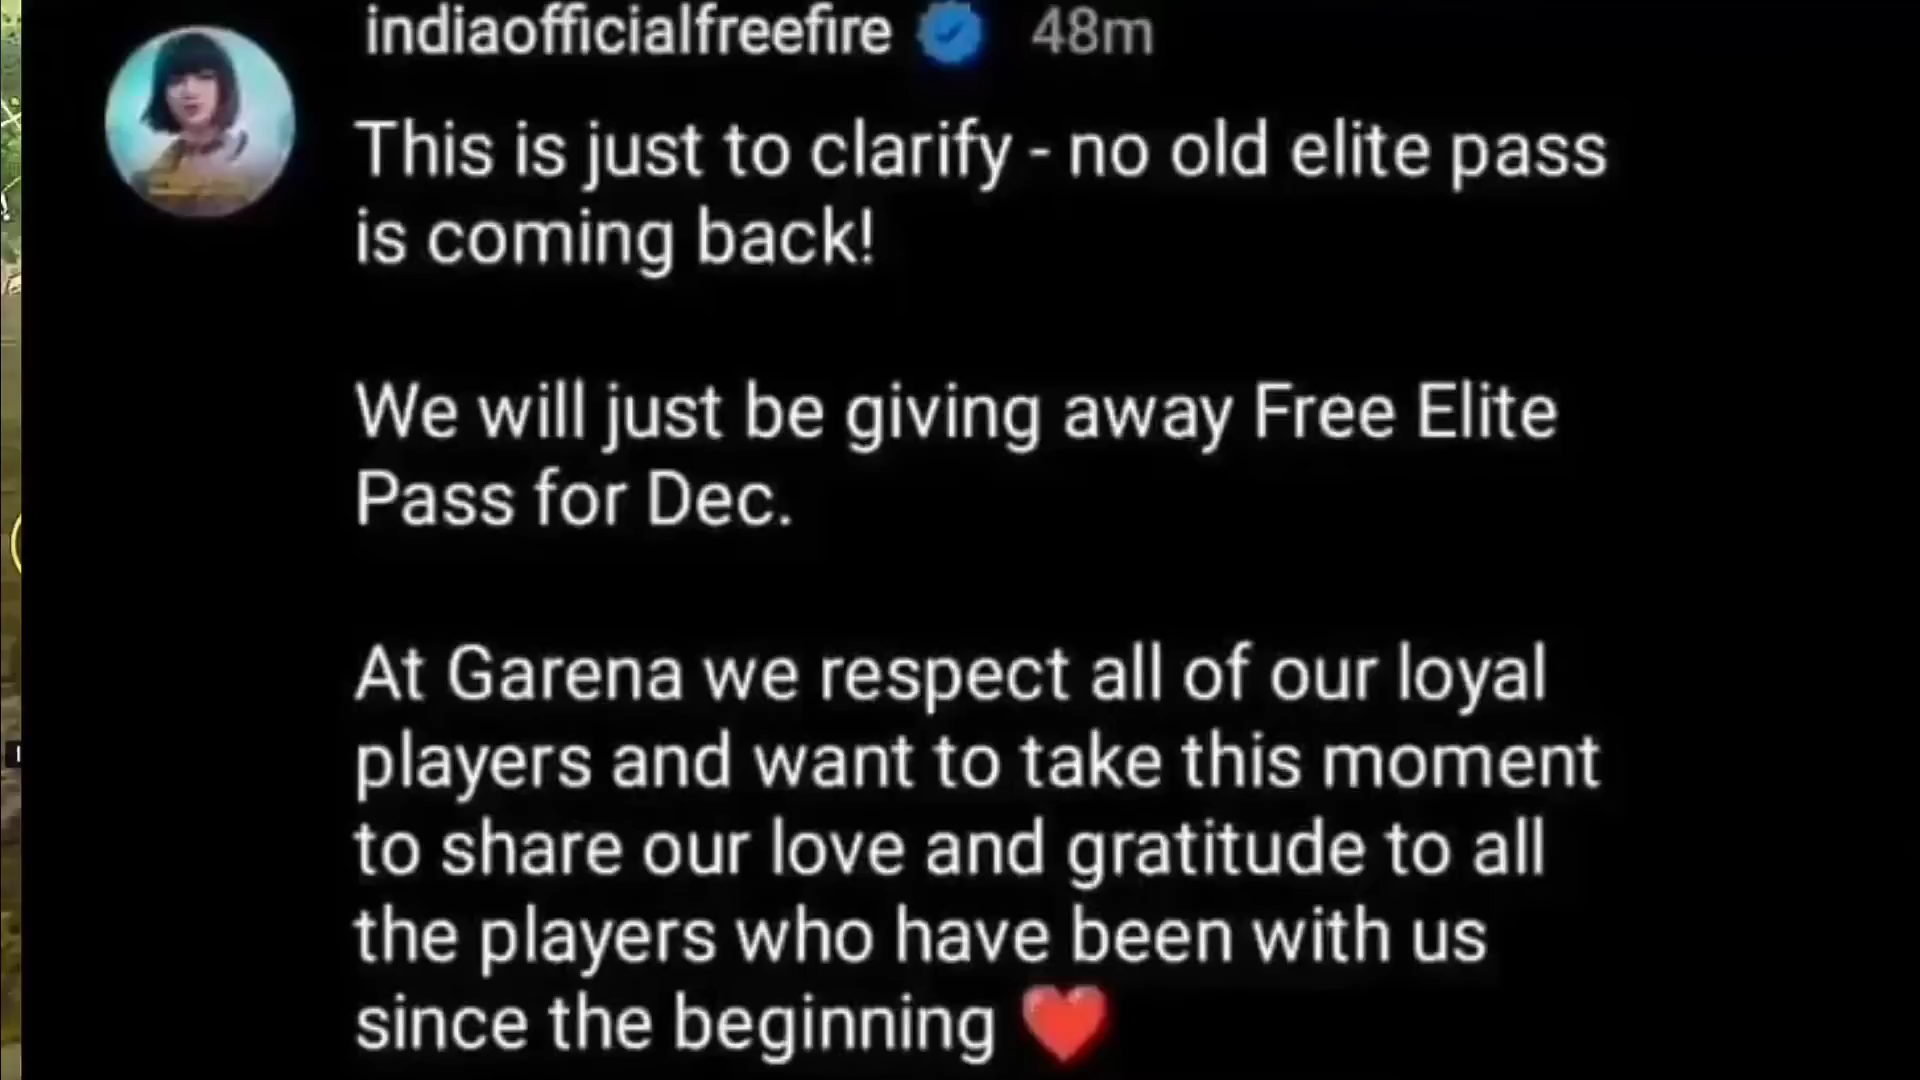 indiaofficialfreefire 48m
This is just to clarify - no old elite pass
is coming back!
We will just be giving away Free Elite
Pass for Dec.
At Garena we respect all of our loyal
players and want to take this moment
to share our love and gratitude to all
the players who have been with us
since the beginning ❤️